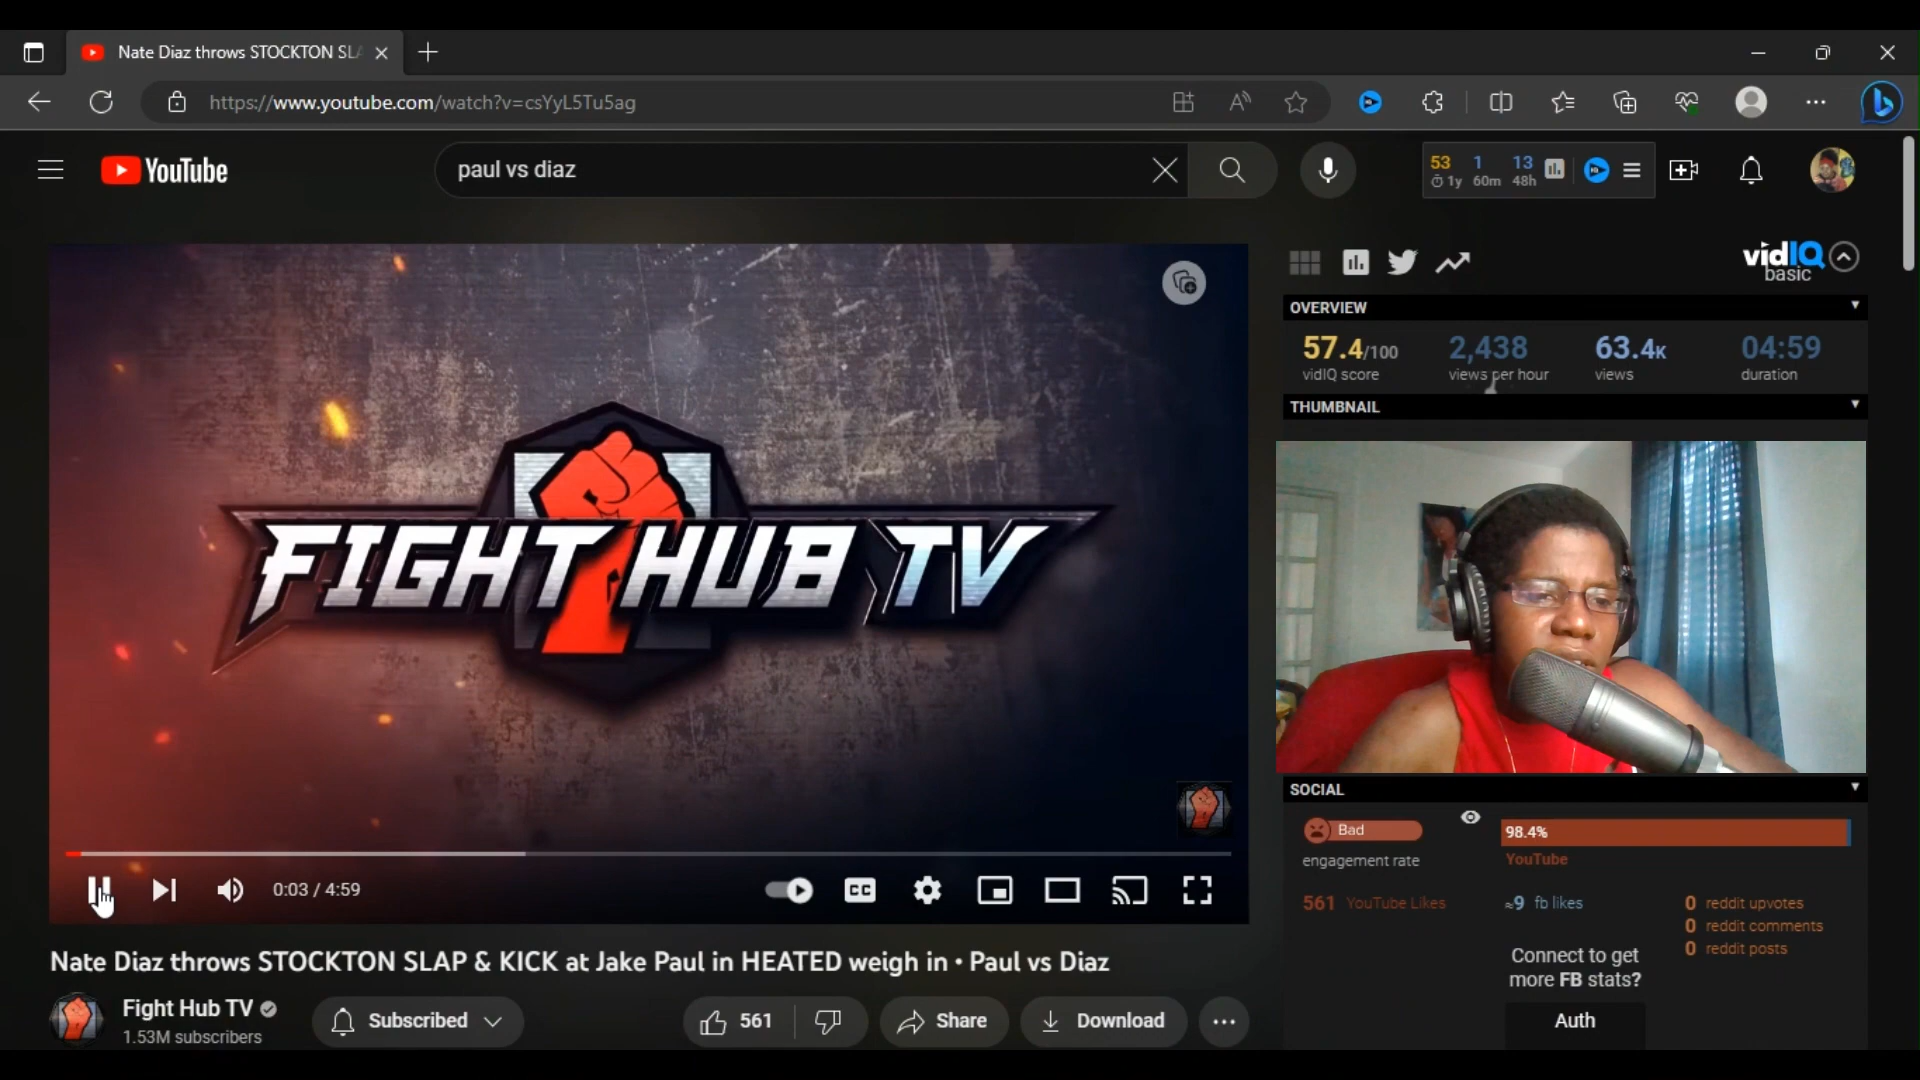 Nate Diaz throws STOCKTON SL
https://www.youtube.com/watch?v=csYyL5Tu5ag
YouTube
paul vs diaz
53 1 13
1y 60m 48h
vidIQ
basic
OVERVIEW
57.4/100 2,438 63.4K 04:59
vidIQ score views per hour views duration
THUMBNAIL
FIGHT HUB TV
SOCIAL
Bad 98.4%
engagement rate YouTube
561 YouTube Likes ≈9 fb likes 0 reddit upvotes
0 reddit comments
0 reddit posts
Connect to get
more FB stats?
Auth
0:03 / 4:59
CC
Nate Diaz throws STOCKTON SLAP & KICK at Jake Paul in HEATED weigh in • Paul vs Diaz
Fight Hub TV
1.53M subscribers
Subscribed
561
Share
Download